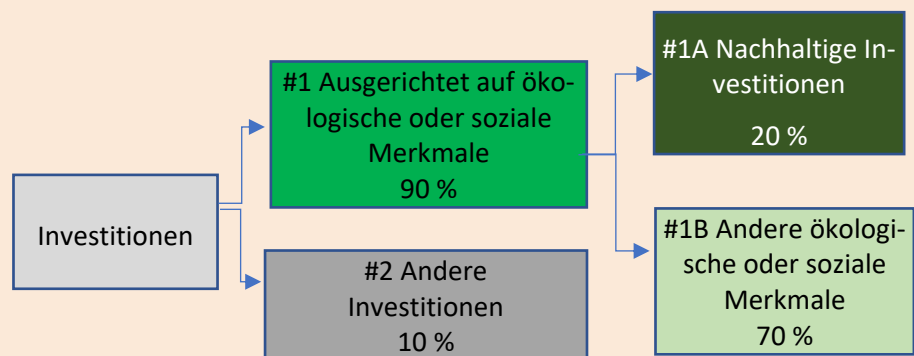 Investitionen
#1 Ausgerichtet auf öko-
logische oder soziale
Merkmale
90 %
#2 Andere
Investitionen
10 %
#1A Nachhaltige In-
vestitionen
20 %
#1B Andere ökologi-
sche oder soziale
Merkmale
70 %